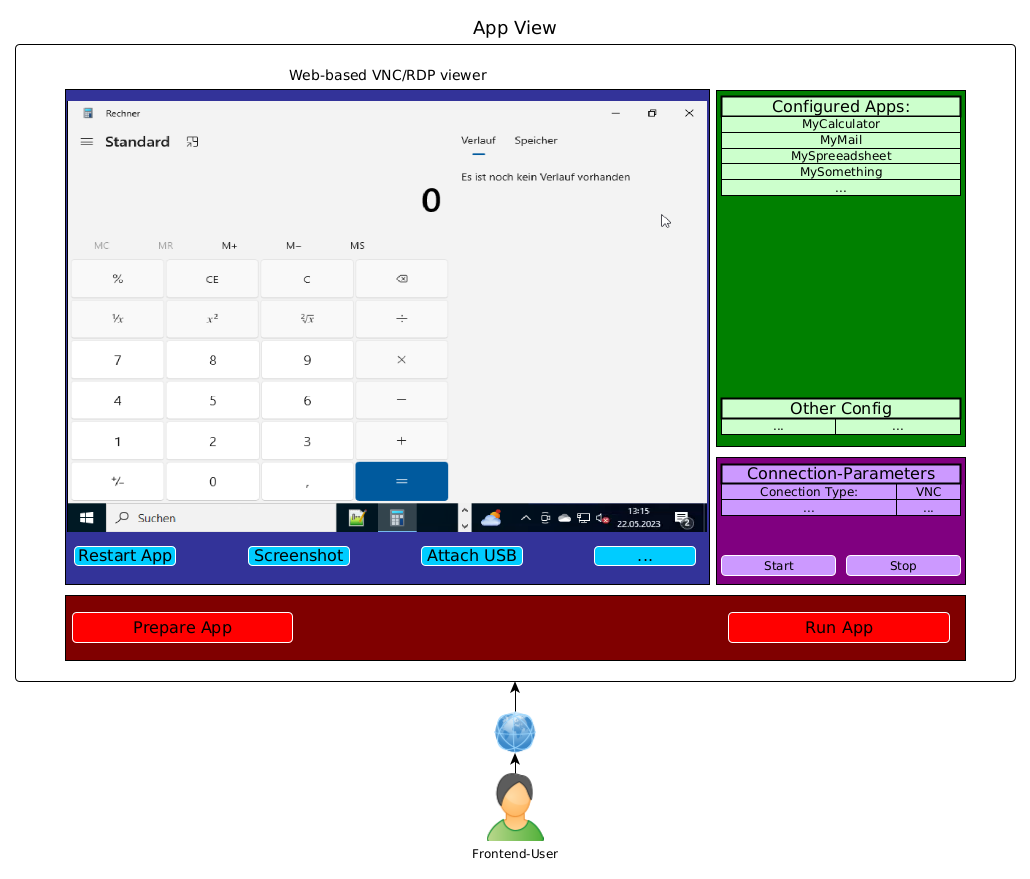 App View
Web-based VNC/RDP viewer
Rechner
Standard
Verlauf Speicher
Es ist noch kein Verlauf vorhanden
0
MC MR M+ M− MS
% CE C
¹⁄x x² ²√x ÷
7 8 9 ×
4 5 6 −
1 2 3 +
+/− 0 , =
Suchen
13:15
22.05.2023
2
Restart App Screenshot Attach USB ...
Configured Apps:
MyCalculator
MyMail
MySpreeadsheet
MySomething
...
Other Config
... ...
Connection-Parameters
Conection Type: VNC
... ...
Start Stop
Prepare App Run App
Frontend-User